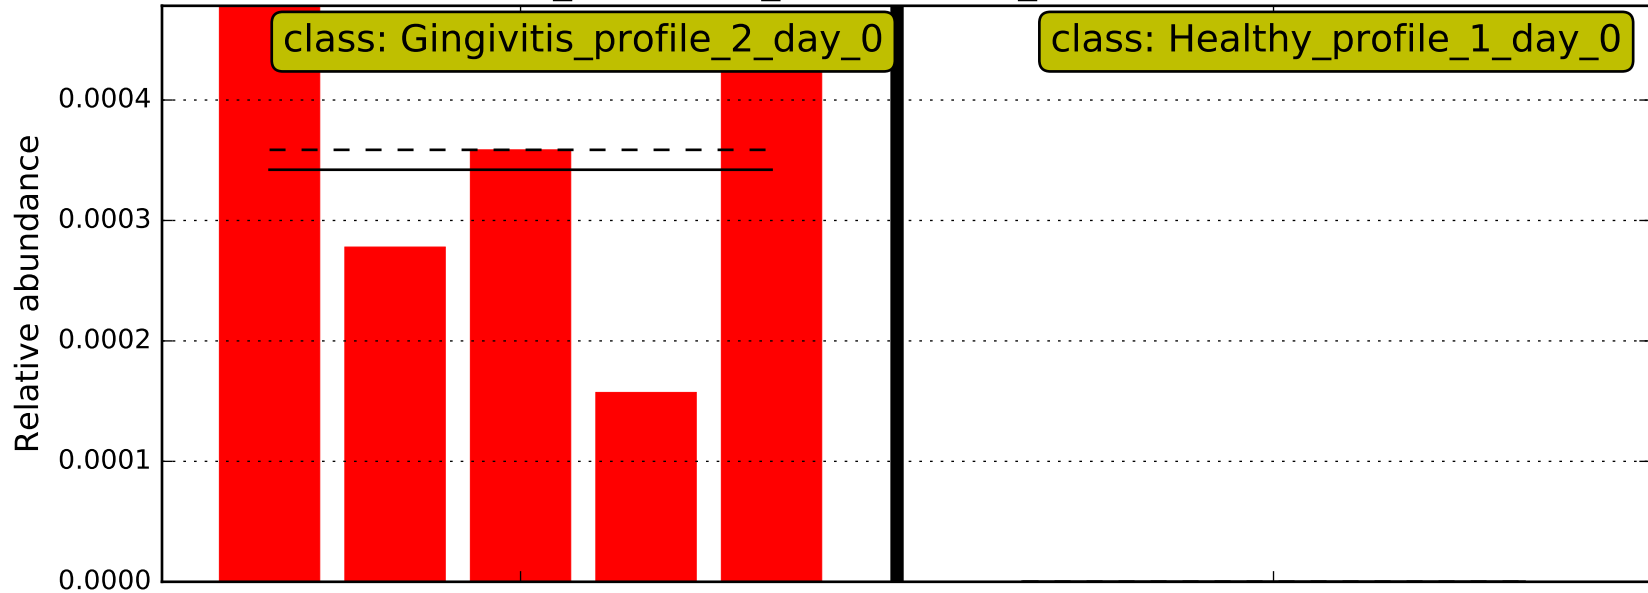 class: Gingivitis_profile_2_day_0
class: Healthy_profile_1_day_0
Relative abundance
0.0004
0.0003
0.0002
0.0001
0.0000